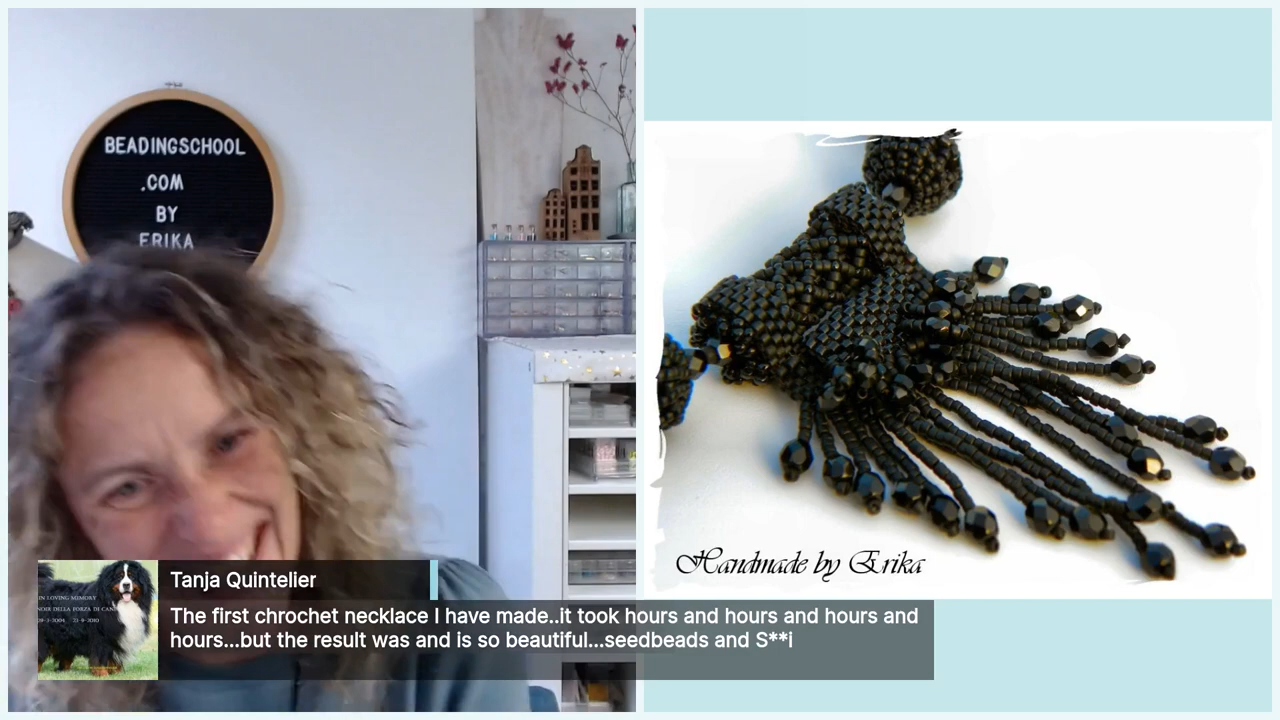 BEADINGSCHOOL
.COM
BY
ERIKA
Handmade by Erika
IN LOVING MEMORY
Tanja Quintelier
The first chrochet necklace I have made..it took hours and hours and hours and
hours...but the result was and is so beautiful...seedbeads and S**i